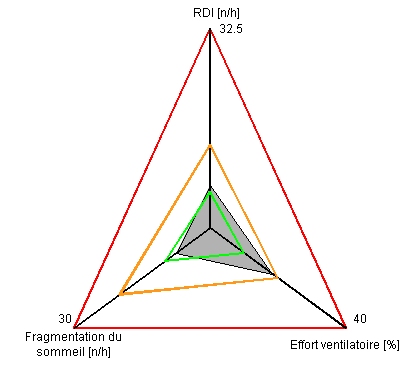 RDI [n/h]
32.5
30
40
Fragmentation du
sommeil [n/h]
Effort ventilatoire [%]